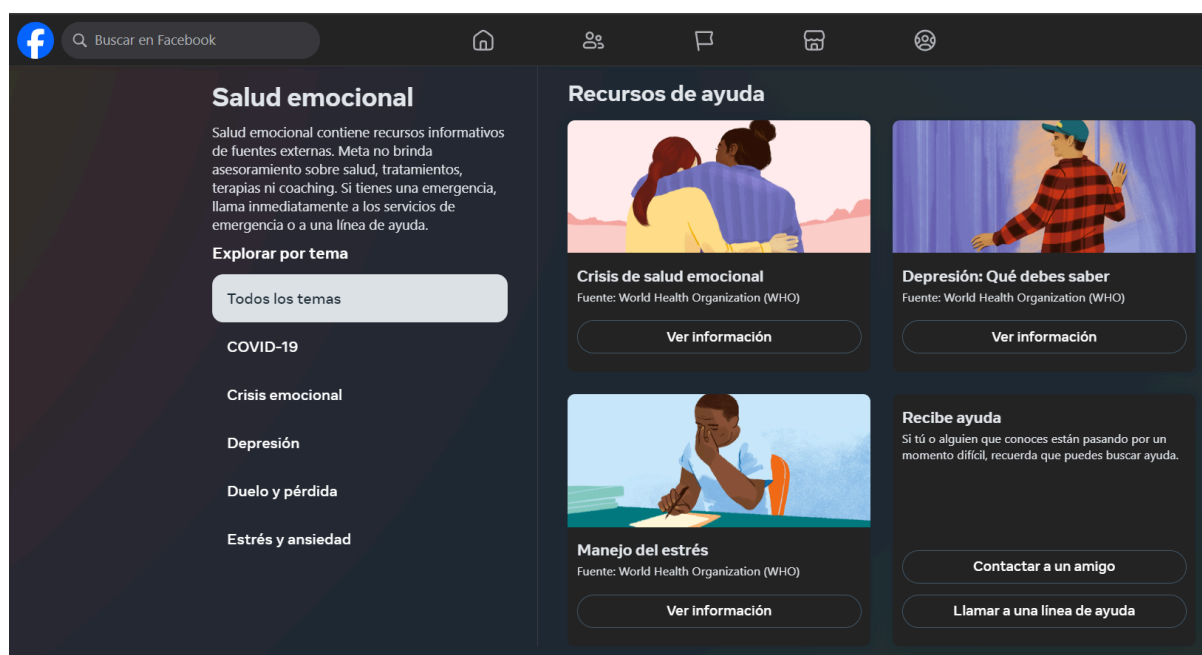 Buscar en Facebook
Salud emocional
Salud emocional contiene recursos informativos
de fuentes externas. Meta no brinda
asesoramiento sobre salud, tratamientos,
terapias ni coaching. Si tienes una emergencia,
llama inmediatamente a los servicios de
emergencia o a una línea de ayuda.
Explorar por tema
Todos los temas
COVID-19
Crisis emocional
Depresión
Duelo y pérdida
Estrés y ansiedad
Recursos de ayuda
Crisis de salud emocional
Fuente: World Health Organization (WHO)
Ver información
Depresión: Qué debes saber
Fuente: World Health Organization (WHO)
Ver información
Manejo del estrés
Fuente: World Health Organization (WHO)
Ver información
Recibe ayuda
Si tú o alguien que conoces están pasando por un
momento difícil, recuerda que puedes buscar ayuda.
Contactar a un amigo
Llamar a una línea de ayuda